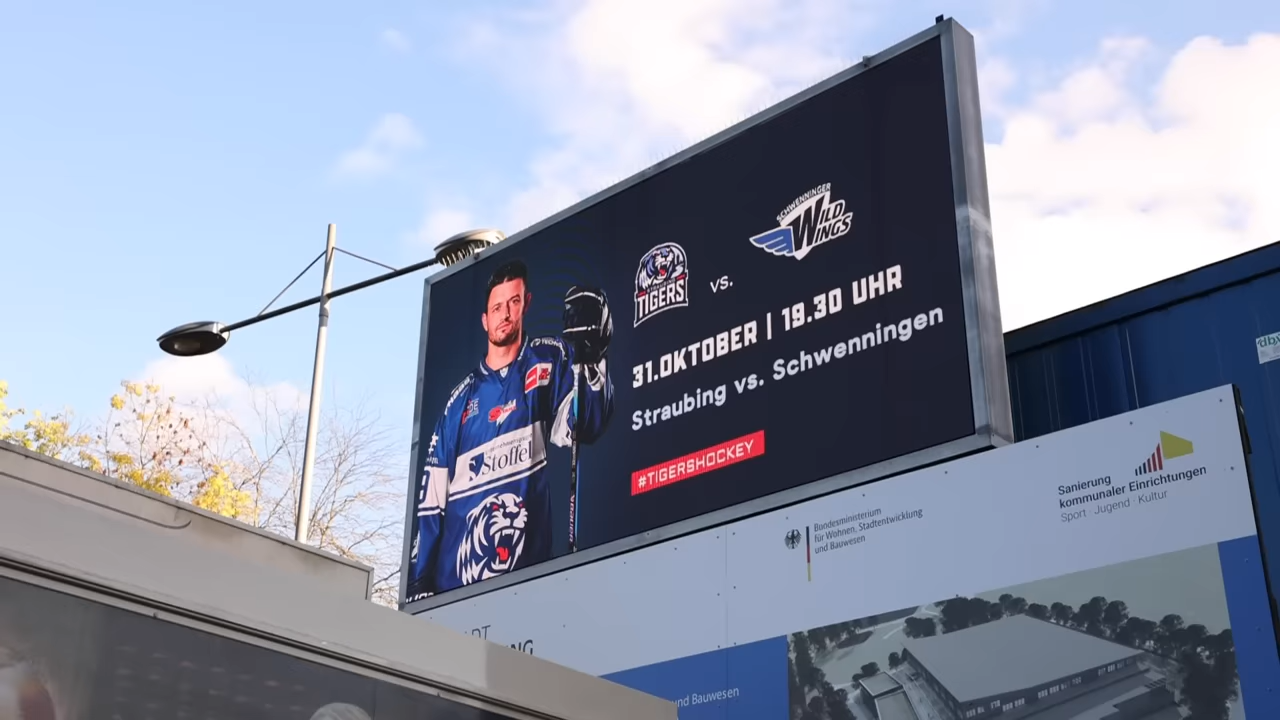 SCHWENNINGER
WILD
WINGS
TIGERS
vs.
31.OKTOBER | 19.30 UHR
Straubing vs. Schwenningen
#TIGERSHOCKEY
Stoffel
Sanierung
kommunaler Einrichtungen
Sport · Jugend · Kultur
Bundesministerium
für Wohnen, Stadtentwicklung
und Bauwesen
und Bauwesen